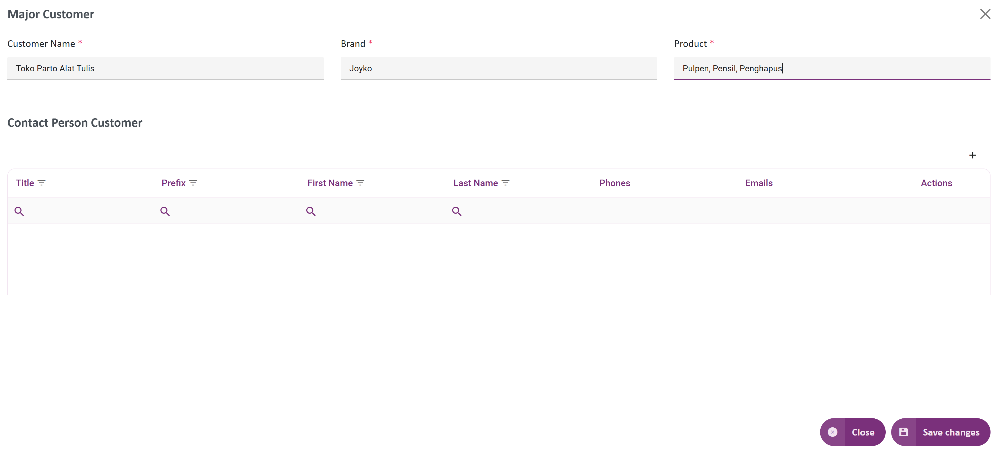 Major Customer
Customer Name * Brand * Product *
Toko Parto Alat Tulis Joyko Pulpen, Pensil, Penghapus
Contact Person Customer
Title Prefix First Name Last Name Phones Emails Actions
Close Save changes